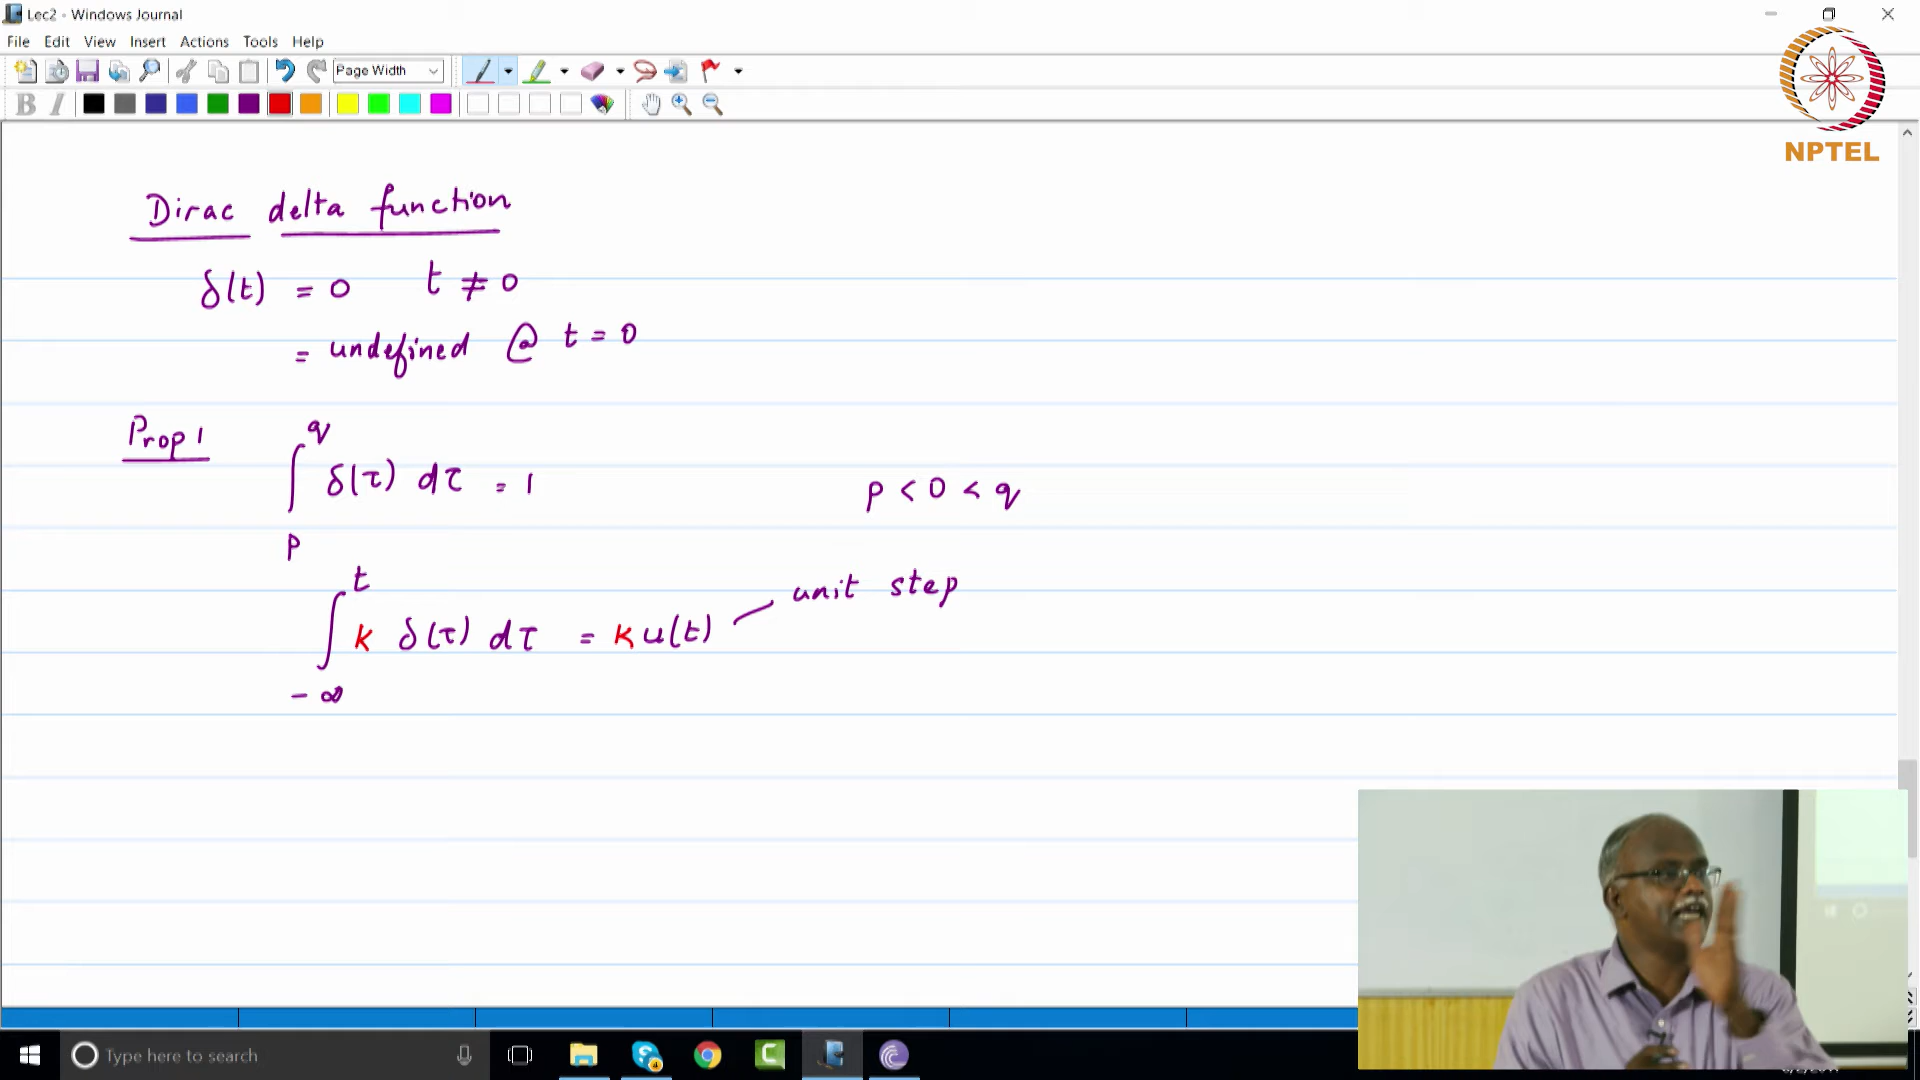 Lec2 - Windows Journal
File Edit View Insert Actions Tools Help
Page Width
B I
NPTEL
Dirac delta function
δ(t) = 0 t ≠ 0
= undefined @ t = 0
Prop 1 ∫_p^q δ(τ) dτ = 1 p < 0 < q
∫_{-∞}^t K δ(τ) dτ = K u(t) unit step
Type here to search